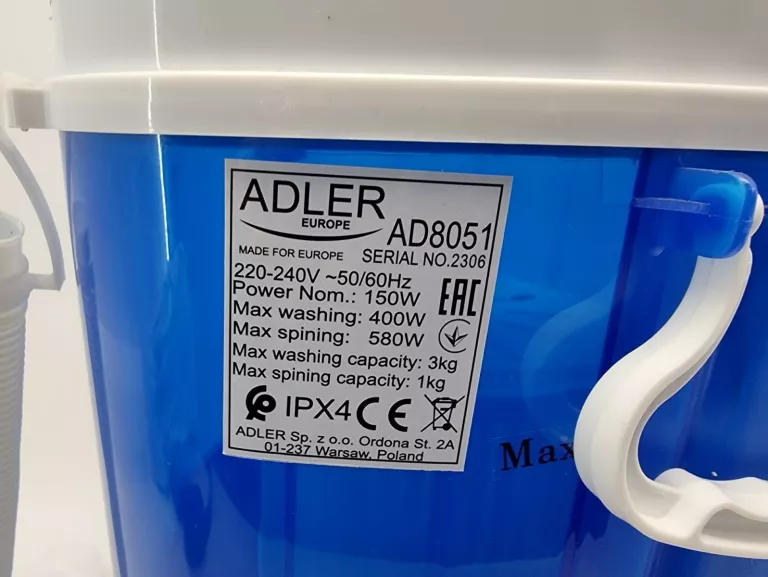 ADLER
EUROPE
AD8051
MADE FOR EUROPE
SERIAL NO.2306
220-240V ~50/60Hz
Power Nom.: 150W
Max washing: 400W
Max spining: 580W
Max washing capacity: 3kg
Max spining capacity: 1kg
EAC
IPX4 CE
ADLER Sp. z o.o. Ordona St. 2A
01-237 Warsaw, Poland
Max